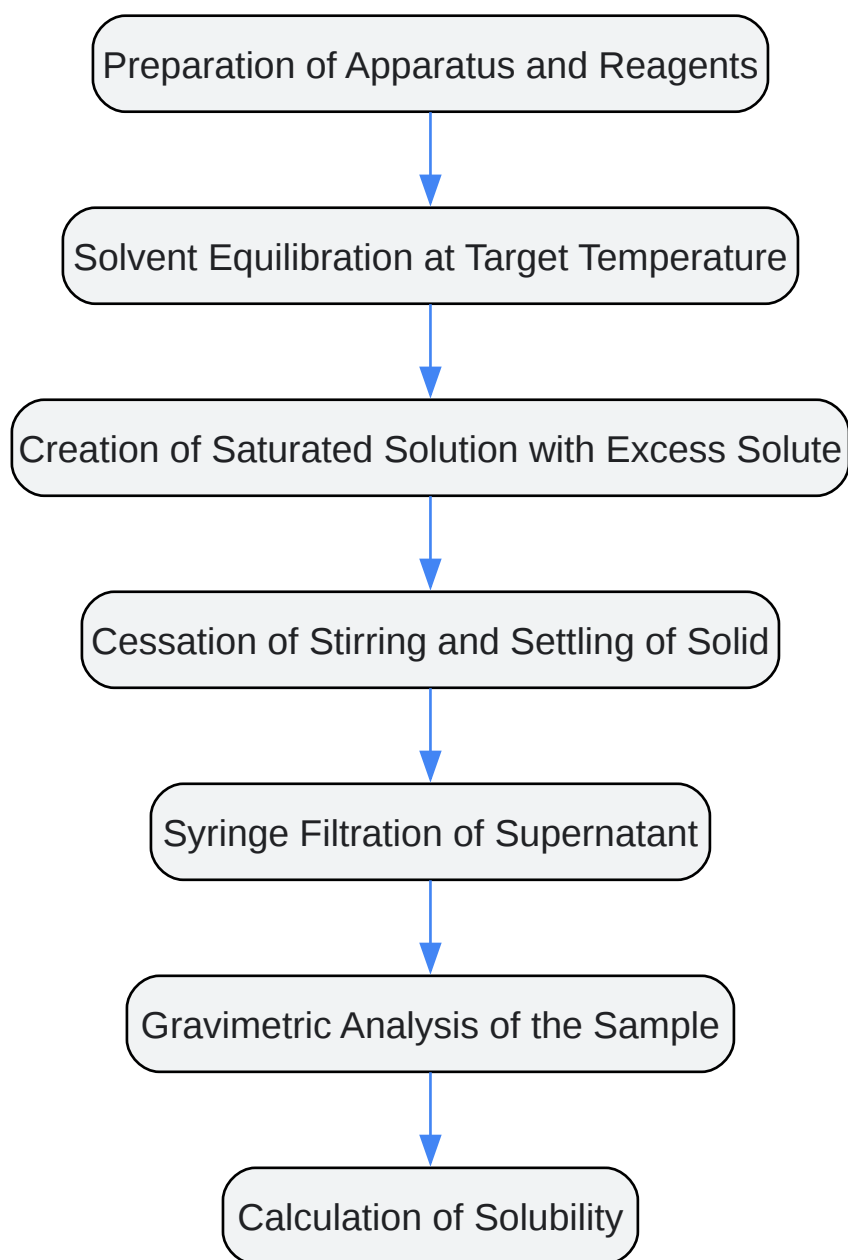 Preparation of Apparatus and Reagents
Solvent Equilibration at Target Temperature
Creation of Saturated Solution with Excess Solute
Cessation of Stirring and Settling of Solid
Syringe Filtration of Supernatant
Gravimetric Analysis of the Sample
Calculation of Solubility